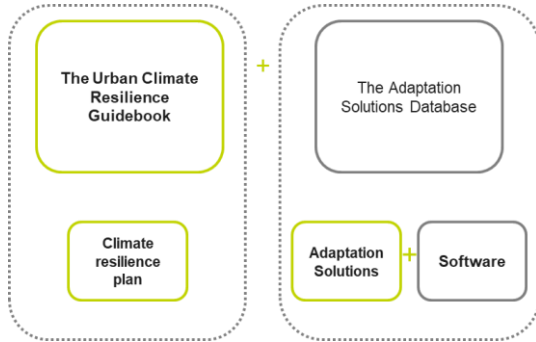 The Urban Climate
Resilience
Guidebook
+
The Adaptation
Solutions Database
Climate
resilience
plan
Adaptation
Solutions
+
Software